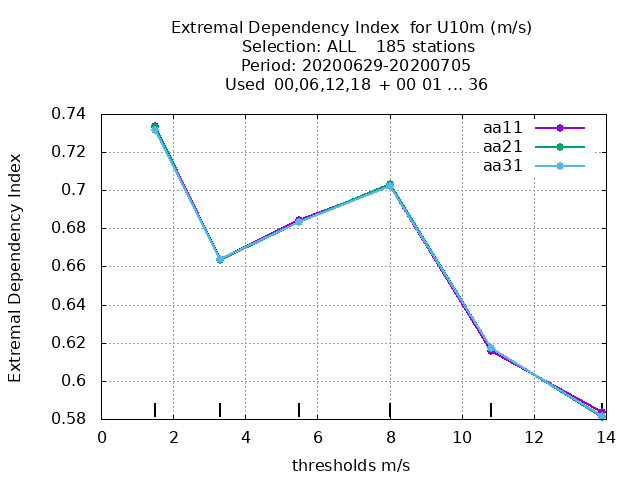 Extremal Dependency Index for U10m (m/s)
Selection: ALL 185 stations
Period: 20200629-20200705
Used 00,06,12,18 + 00 01 ... 36
aa11
aa21
aa31
Extremal Dependency Index
0.74
0.72
0.7
0.68
0.66
0.64
0.62
0.6
0.58
0 2 4 6 8 10 12 14
thresholds m/s